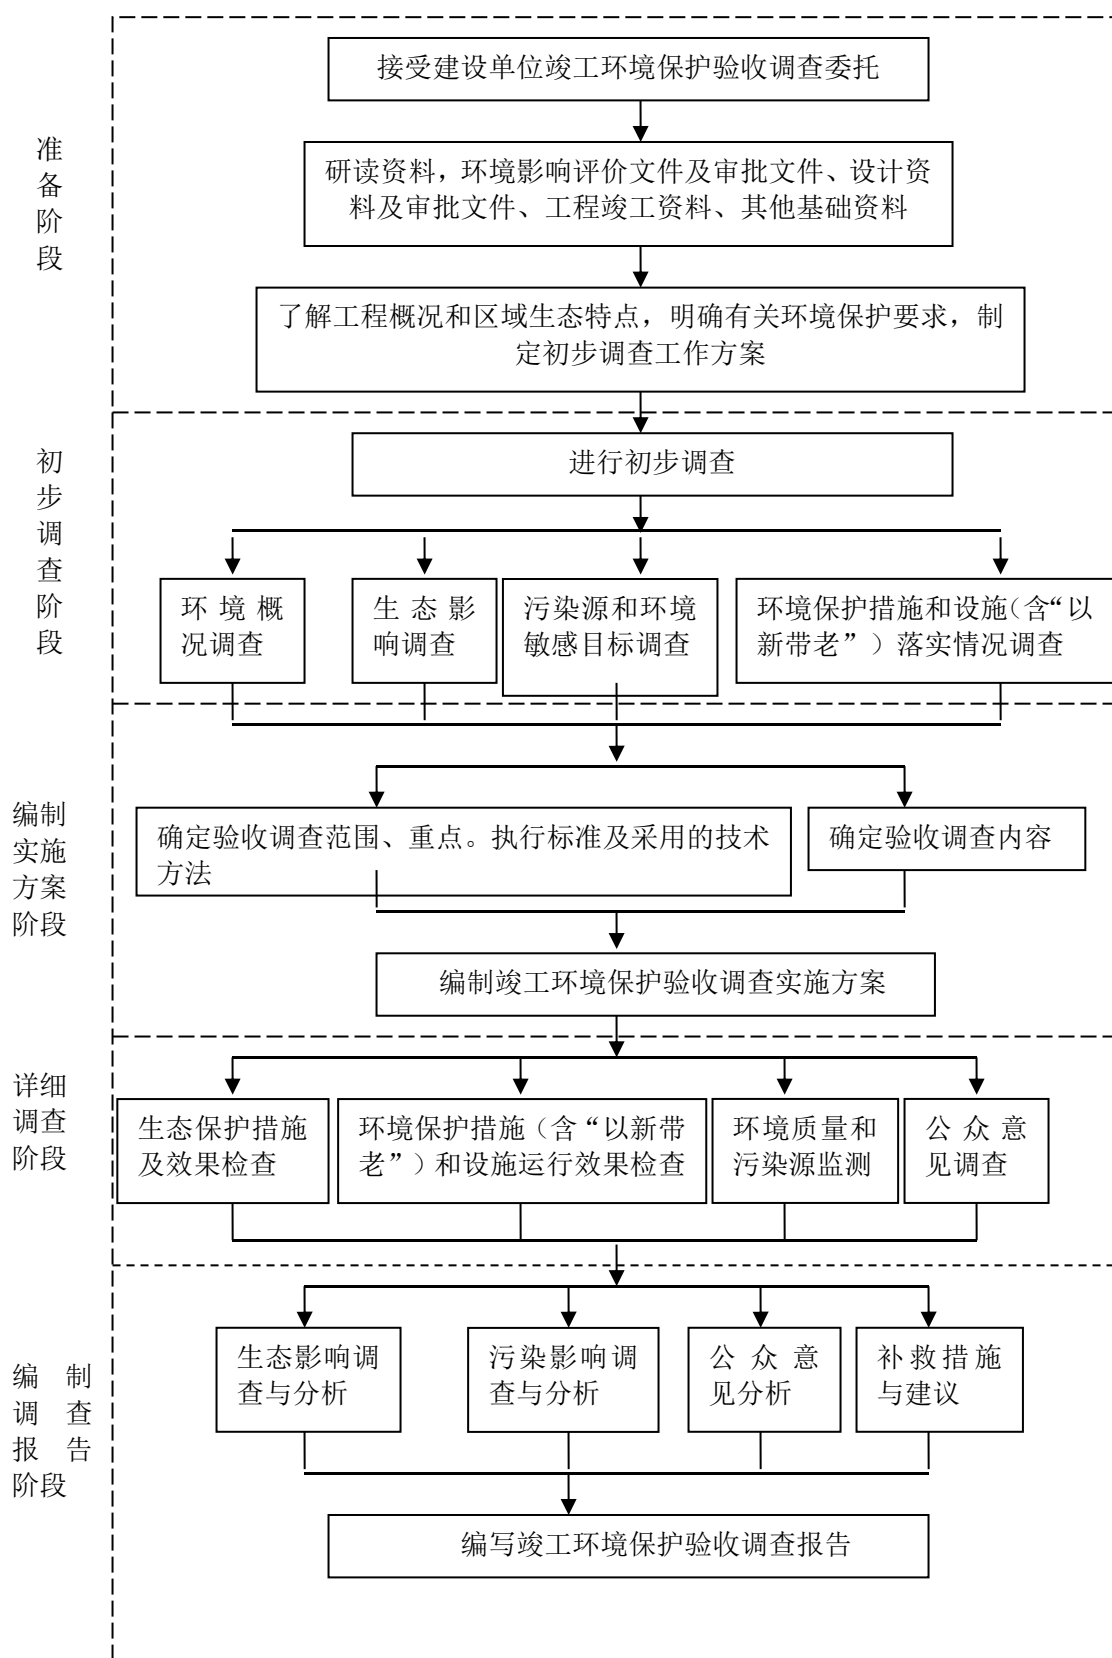 接受建设单位竣工环境保护验收调查委托
准
备
阶
段
研读资料，环境影响评价文件及审批文件、设计资
料及审批文件、工程竣工资料、其他基础资料
了解工程概况和区域生态特点，明确有关环境保护要求，制
定初步调查工作方案
初
步
调
查
阶
段
进行初步调查
环境概
况调查
生态影
响调查
污染源和环境
敏感目标调查
环境保护措施和设施（含“以
新带老”）落实情况调查
编制
实施
方案
阶段
确定验收调查范围、重点。执行标准及采用的技术
方法
确定验收调查内容
编制竣工环境保护验收调查实施方案
详细
调查
阶段
生态保护措施
及效果检查
环境保护措施（含“以新带
老”）和设施运行效果检查
环境质量和
污染源监测
公众意
见调查
编制
调查
报告
阶段
生态影响调
查与分析
污染影响调
查与分析
公众意
见分析
补救措施
与建议
编写竣工环境保护验收调查报告